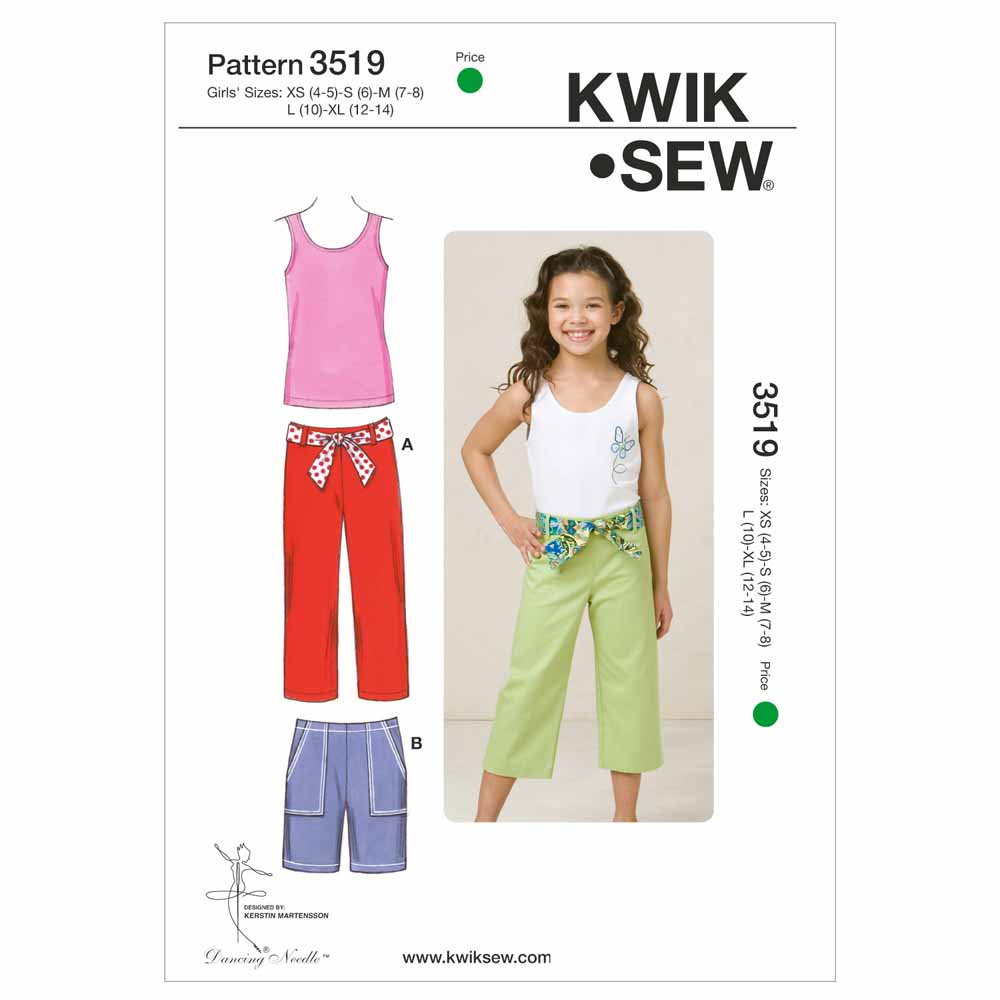 Pattern 3519
Girls' Sizes: XS (4-5)-S (6)-M (7-8)
L (10)-XL (12-14)
Price
KWIK
•SEW®
A
B
3519
Sizes: XS (4-5)-S (6)-M (7-8)
L (10)-XL (12-14)
Price
DESIGNED BY:
KERSTIN MARTENSSON
Dancing Needle™
®
www.kwiksew.com